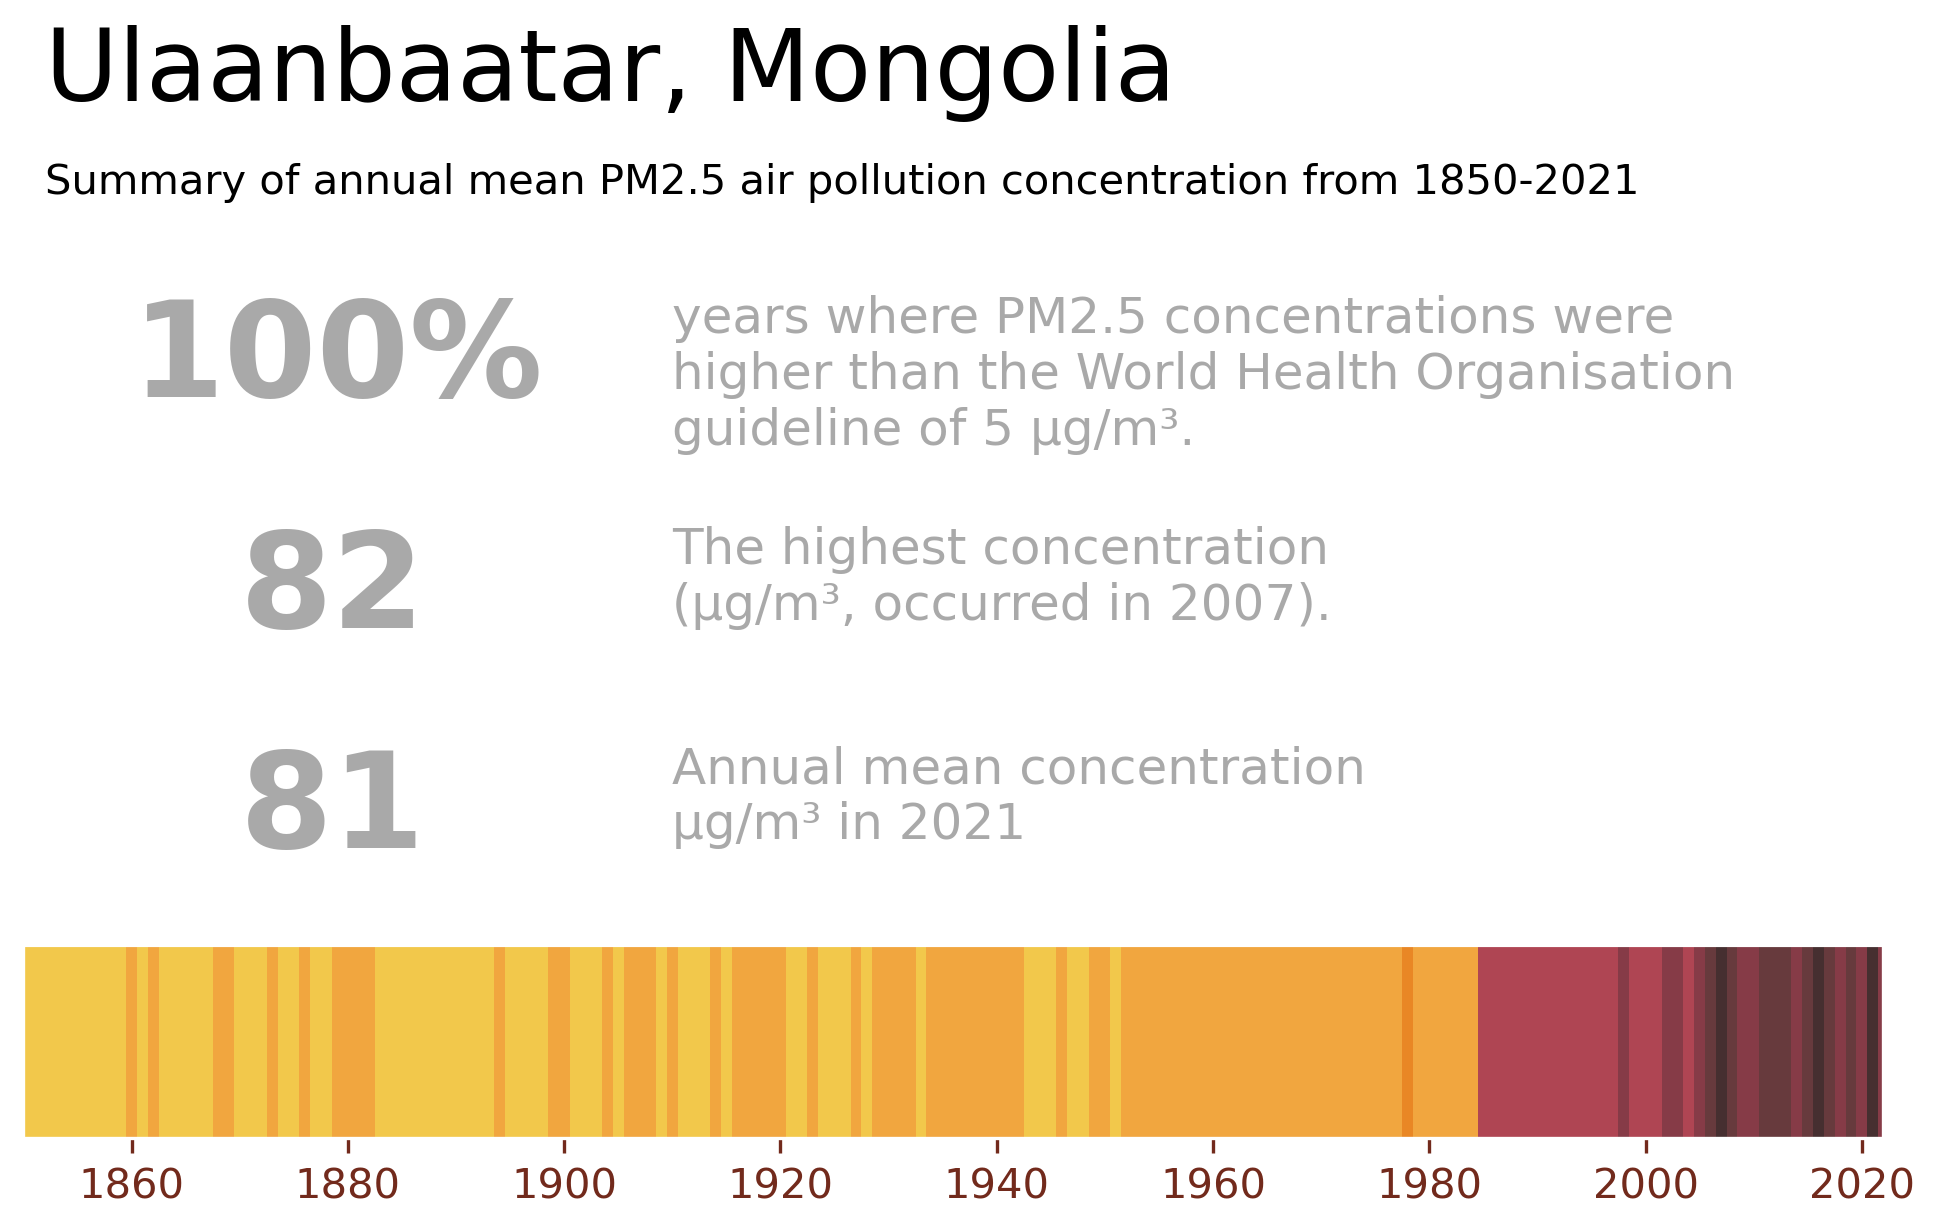 Ulaanbaatar, Mongolia
Summary of annual mean PM2.5 air pollution concentration from 1850-2021
100%
years where PM2.5 concentrations were
higher than the World Health Organisation
guideline of 5 µg/m³.
82
The highest concentration
(µg/m³, occurred in 2007).
81
Annual mean concentration
µg/m³ in 2021
1860 1880 1900 1920 1940 1960 1980 2000 2020